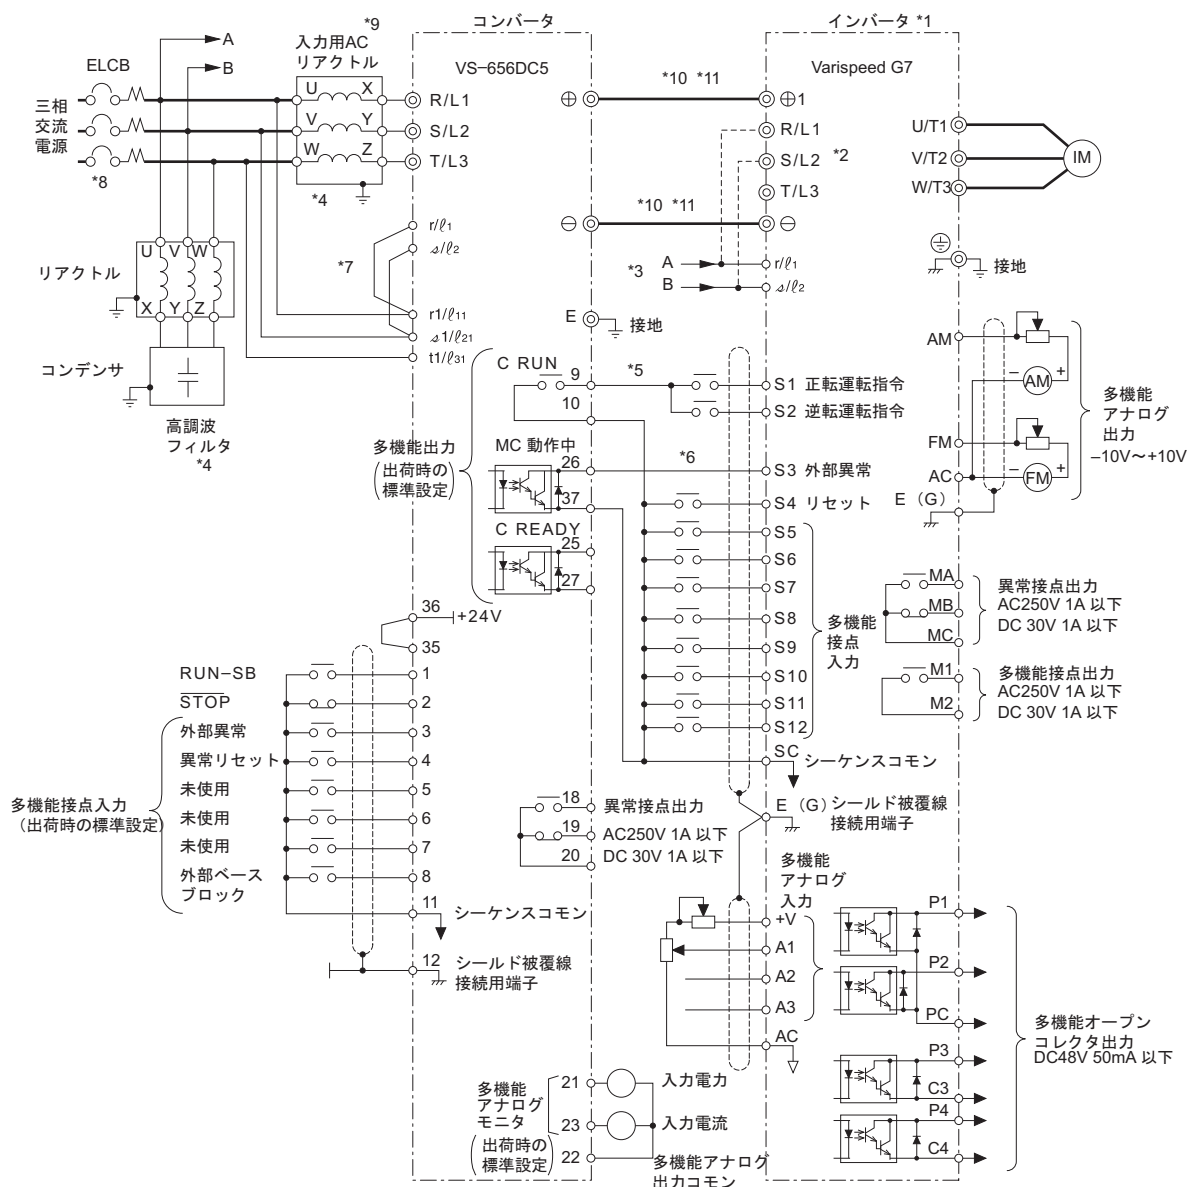 コンバータ
インバータ *1
*9
A
入力用AC
リアクトル
B
ELCB
VS−656DC5
Varispeed G7
三相
交流
電源
*8
U X
V Y
W Z
*4
R/L1
S/L2
T/L3
⊕
*10 *11
⊕1
R/L1
S/L2 *2
T/L3
⊖
*10 *11
⊖
U/T1
V/T2
W/T3
IM
接地
r/ℓ1
s/ℓ2
*7
r1/ℓ11
s1/ℓ21
t1/ℓ31
*3
A
B
r/ℓ1
s/ℓ2
E
接地
リアクトル
U V W
X Y Z
コンデンサ
高調波
フィルタ
*4
多機能出力
(出荷時の
標準設定)
C RUN
9
10
*5
S1 正転運転指令
S2 逆転運転指令
MC 動作中
26
37
*6
S3 外部異常
S4 リセット
C READY
25
27
S5
S6
S7
S8
S9
S10
S11
S12
多機能
接点
入力
SC
シーケンスコモン
E (G) シールド被覆線
接続用端子
AM
AM
− +
FM
AC
FM
− +
E (G)
多機能
アナログ
出力
−10V〜+10V
MA
MB
MC
異常接点出力
AC250V 1A 以下
DC 30V 1A 以下
M1
M2
多機能接点出力
AC250V 1A 以下
DC 30V 1A 以下
36
+24V
35
RUN−SB
1
STOP
2
外部異常
3
異常リセット
4
未使用
5
未使用
6
未使用
7
外部ベース
ブロック
8
多機能接点入力
(出荷時の標準設定)
11
シーケンスコモン
12
シールド被覆線
接続用端子
18
19
20
異常接点出力
AC250V 1A 以下
DC 30V 1A 以下
多機能
アナログ
入力
+V
A1
A2
A3
AC
P1
P2
PC
P3
C3
P4
C4
多機能オープン
コレクタ出力
DC48V 50mA 以下
多機能
アナログ
モニタ
(出荷時の
標準設定)
21
入力電力
23
入力電流
22
多機能アナログ
出力コモン